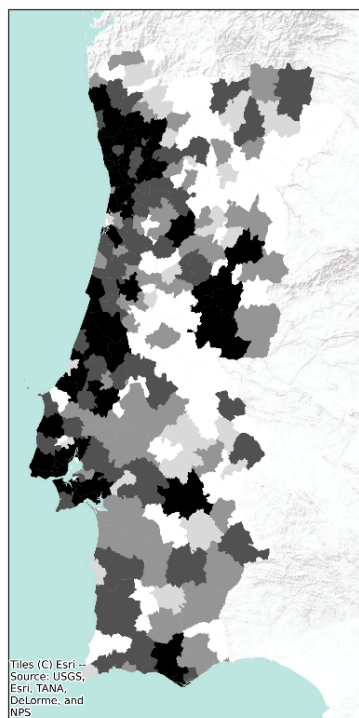 Tiles (C) Esri --
Source: USGS,
Esri, TANA,
DeLorme, and
NPS